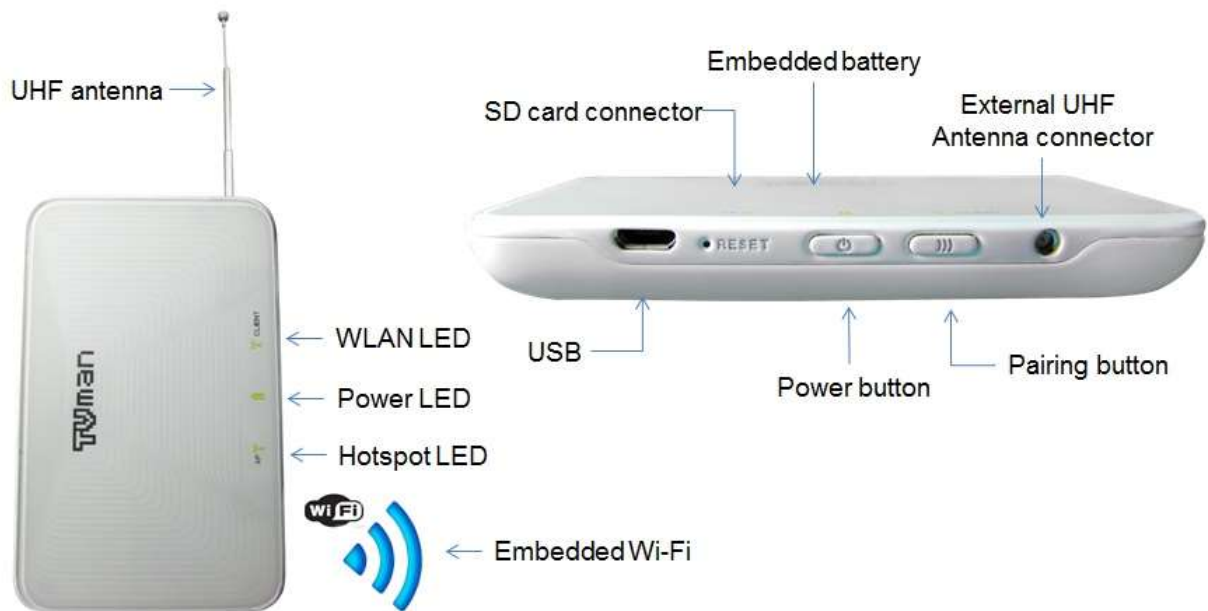 UHF antenna
CLIENT
WLAN LED
TVman
Power LED
AP
Hotspot LED
Wi Fi
Embedded Wi-Fi
Embedded battery
SD card connector
External UHF
Antenna connector
RESET
USB
Power button
Pairing button